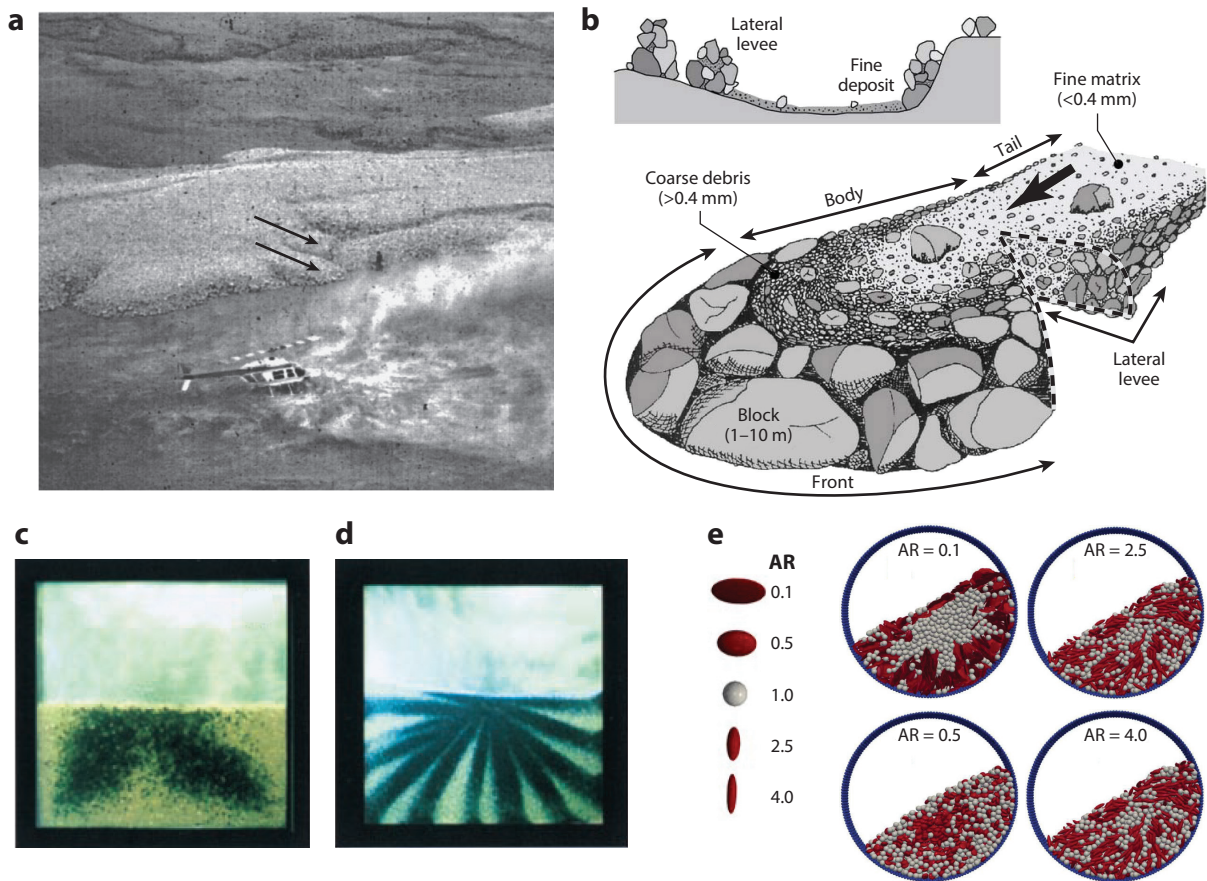 a
b
Lateral
levee
Fine
deposit
Fine matrix
(<0.4 mm)
Tail
Coarse debris
(>0.4 mm)
Body
Lateral
levee
Block
(1–10 m)
Front
c
d
e
AR
0.1
0.5
1.0
2.5
4.0
AR = 0.1
AR = 2.5
AR = 0.5
AR = 4.0